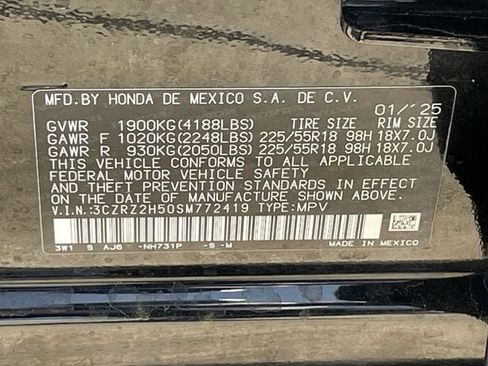 MFD.BY HONDA DE MEXICO S.A. DE C.V. 01/'25
GVWR 1900KG(4188LBS) TIRE SIZE RIM SIZE
GAWR F 1020KG(2248LBS) 225/55R18 98H 18X7.0J
GAWR R 930KG(2050LBS) 225/55R18 98H 18X7.0J
THIS VEHICLE CONFORMS TO ALL APPLICABLE
FEDERAL MOTOR VEHICLE SAFETY
AND THEFT PREVENTION STANDARDS IN EFFECT
ON THE DATE OF MANUFACTURE SHOWN ABOVE.
V.I.N.:3CZRZ2H50SM772419 TYPE:MPV
3W1 9 AJ6 -NH731P -S -M MADE IN MEXICO